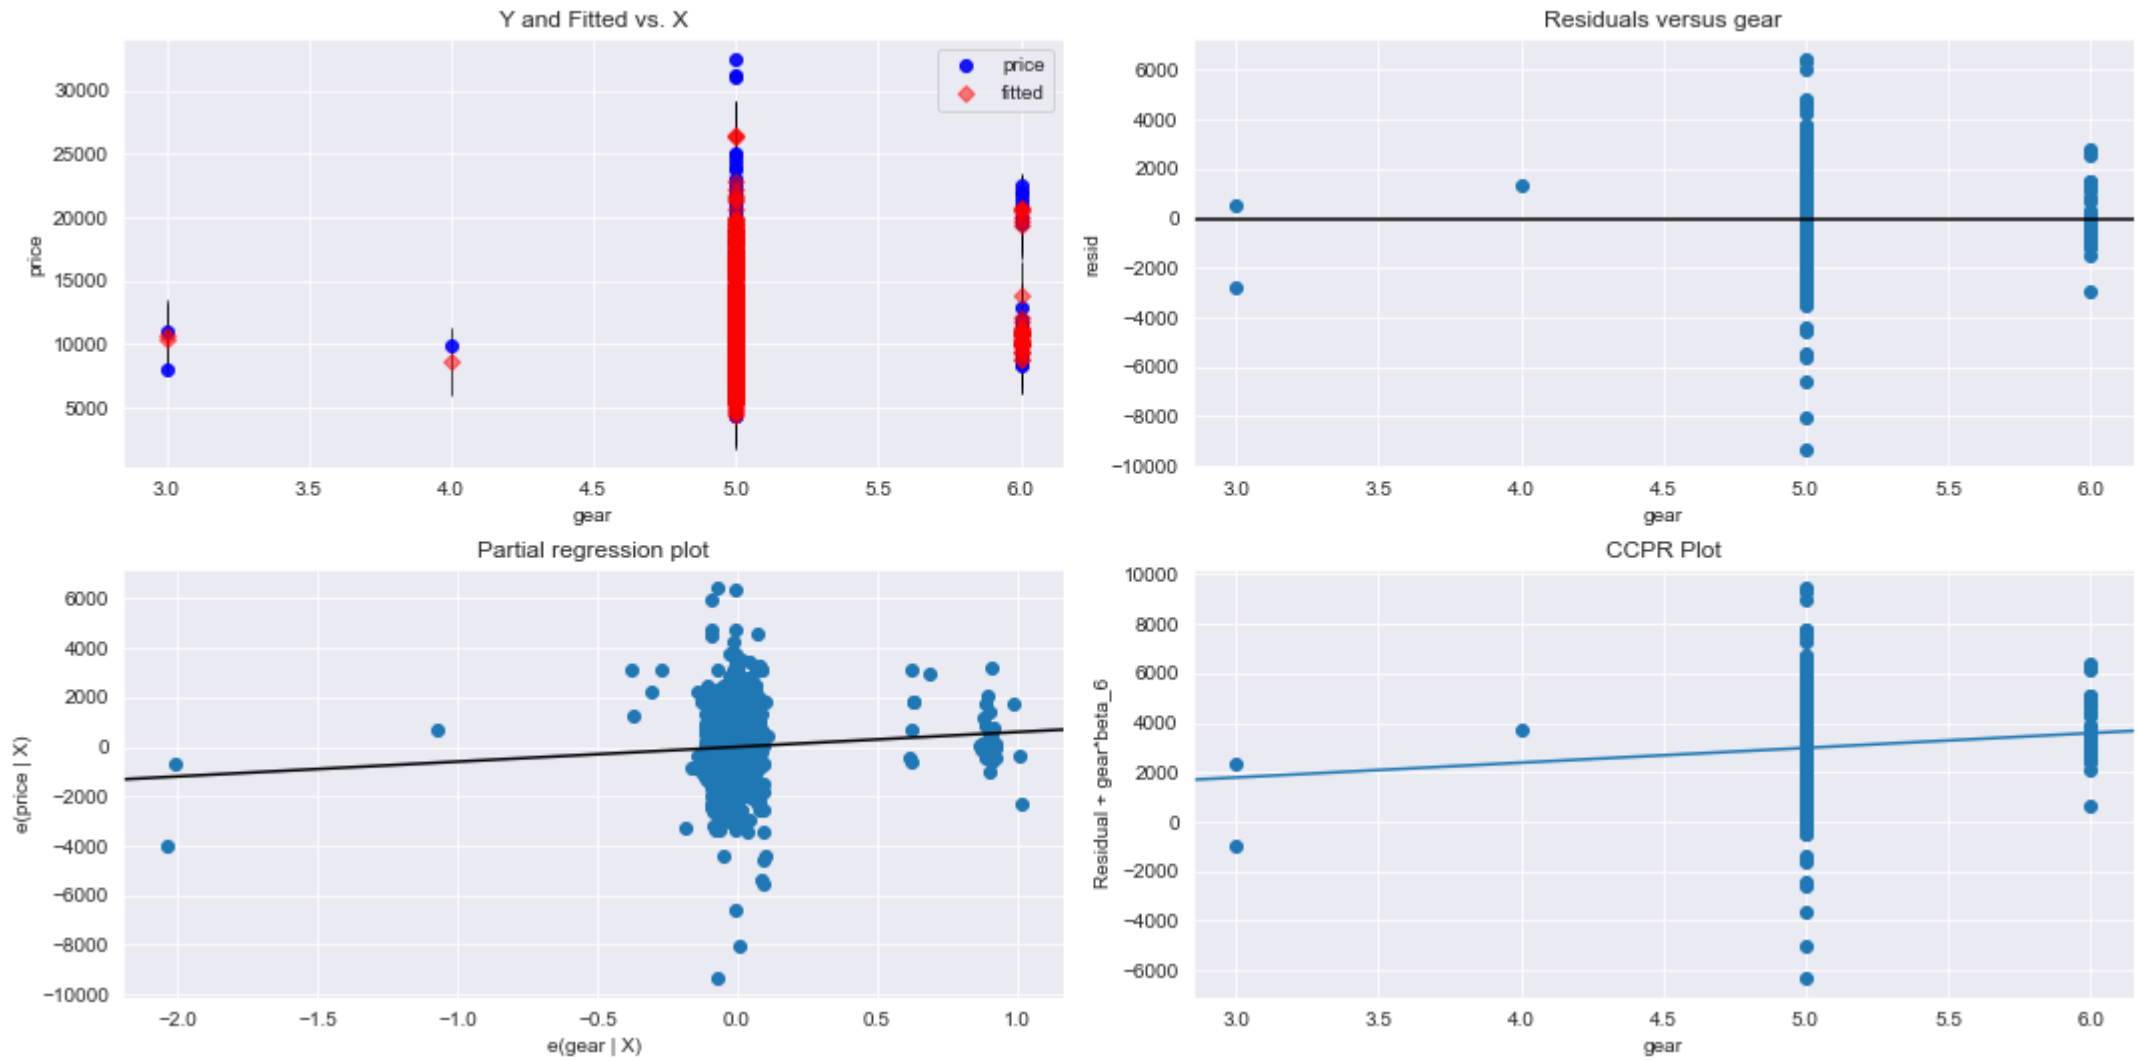 Y and Fitted vs. X
price
fitted
30000
25000
20000
15000
10000
5000
price
3.0 3.5 4.0 4.5 5.0 5.5 6.0
gear
Residuals versus gear
6000
4000
2000
0
−2000
−4000
−6000
−8000
−10000
resid
3.0 3.5 4.0 4.5 5.0 5.5 6.0
gear
Partial regression plot
6000
4000
2000
0
−2000
−4000
−6000
−8000
−10000
e(price | X)
−2.0 −1.5 −1.0 −0.5 0.0 0.5 1.0
e(gear | X)
CCPR Plot
10000
8000
6000
4000
2000
0
−2000
−4000
−6000
Residual + gear*beta_6
3.0 3.5 4.0 4.5 5.0 5.5 6.0
gear